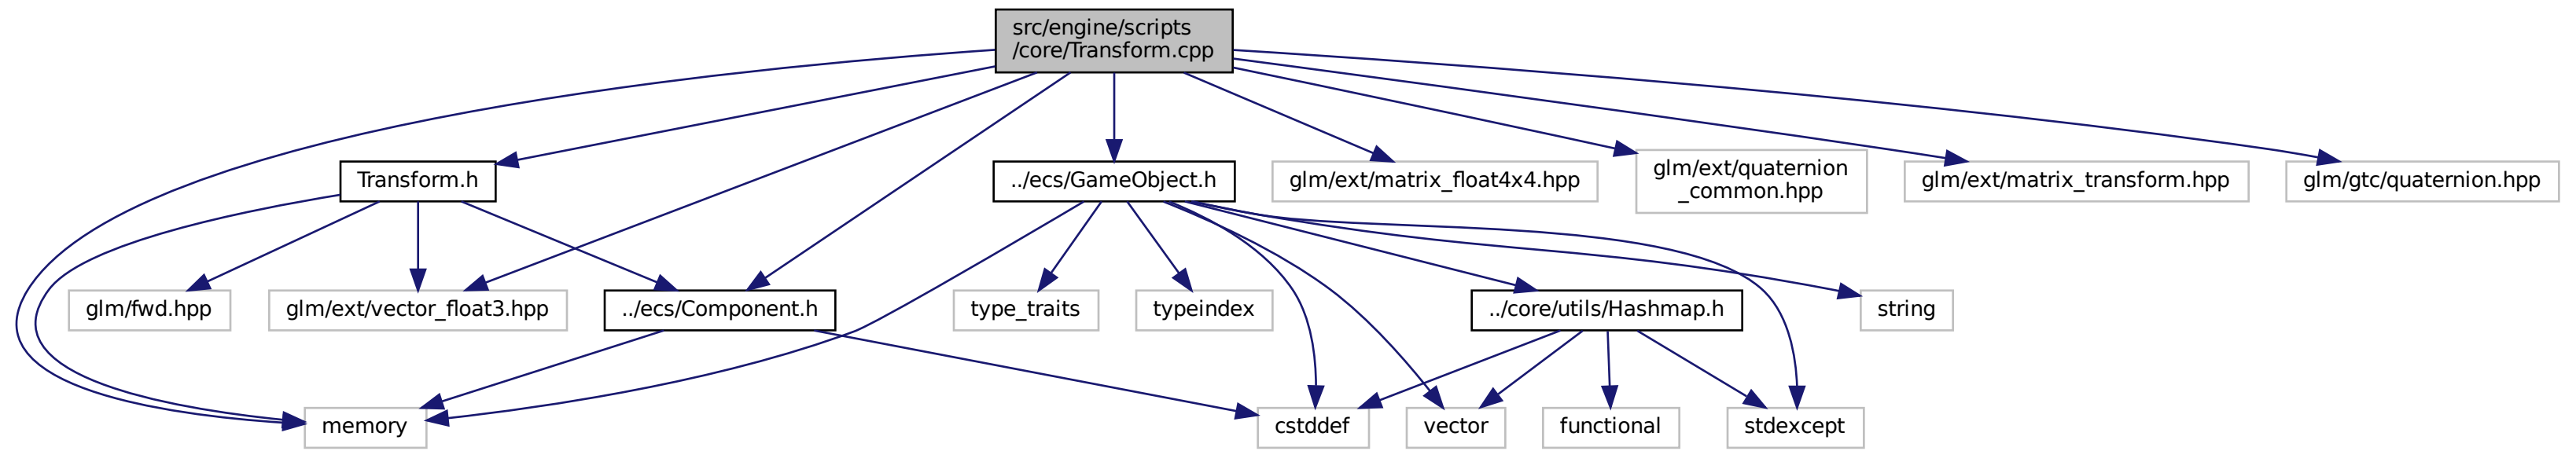 src/engine/scripts
/core/Transform.cpp
Transform.h
../ecs/GameObject.h
glm/ext/matrix_float4x4.hpp
glm/ext/quaternion
_common.hpp
glm/ext/matrix_transform.hpp
glm/gtc/quaternion.hpp
glm/fwd.hpp
glm/ext/vector_float3.hpp
../ecs/Component.h
type_traits
typeindex
../core/utils/Hashmap.h
string
memory
cstddef
vector
functional
stdexcept